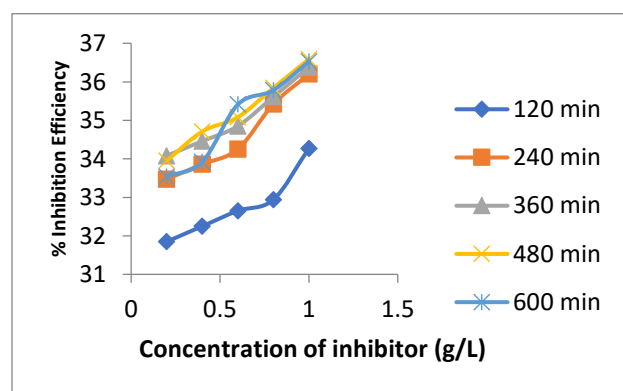 37
36
35
34
33
32
31
% Inhibition Efficiency
0
0.5
1
1.5
Concentration of inhibitor (g/L)
120 min
240 min
360 min
480 min
600 min